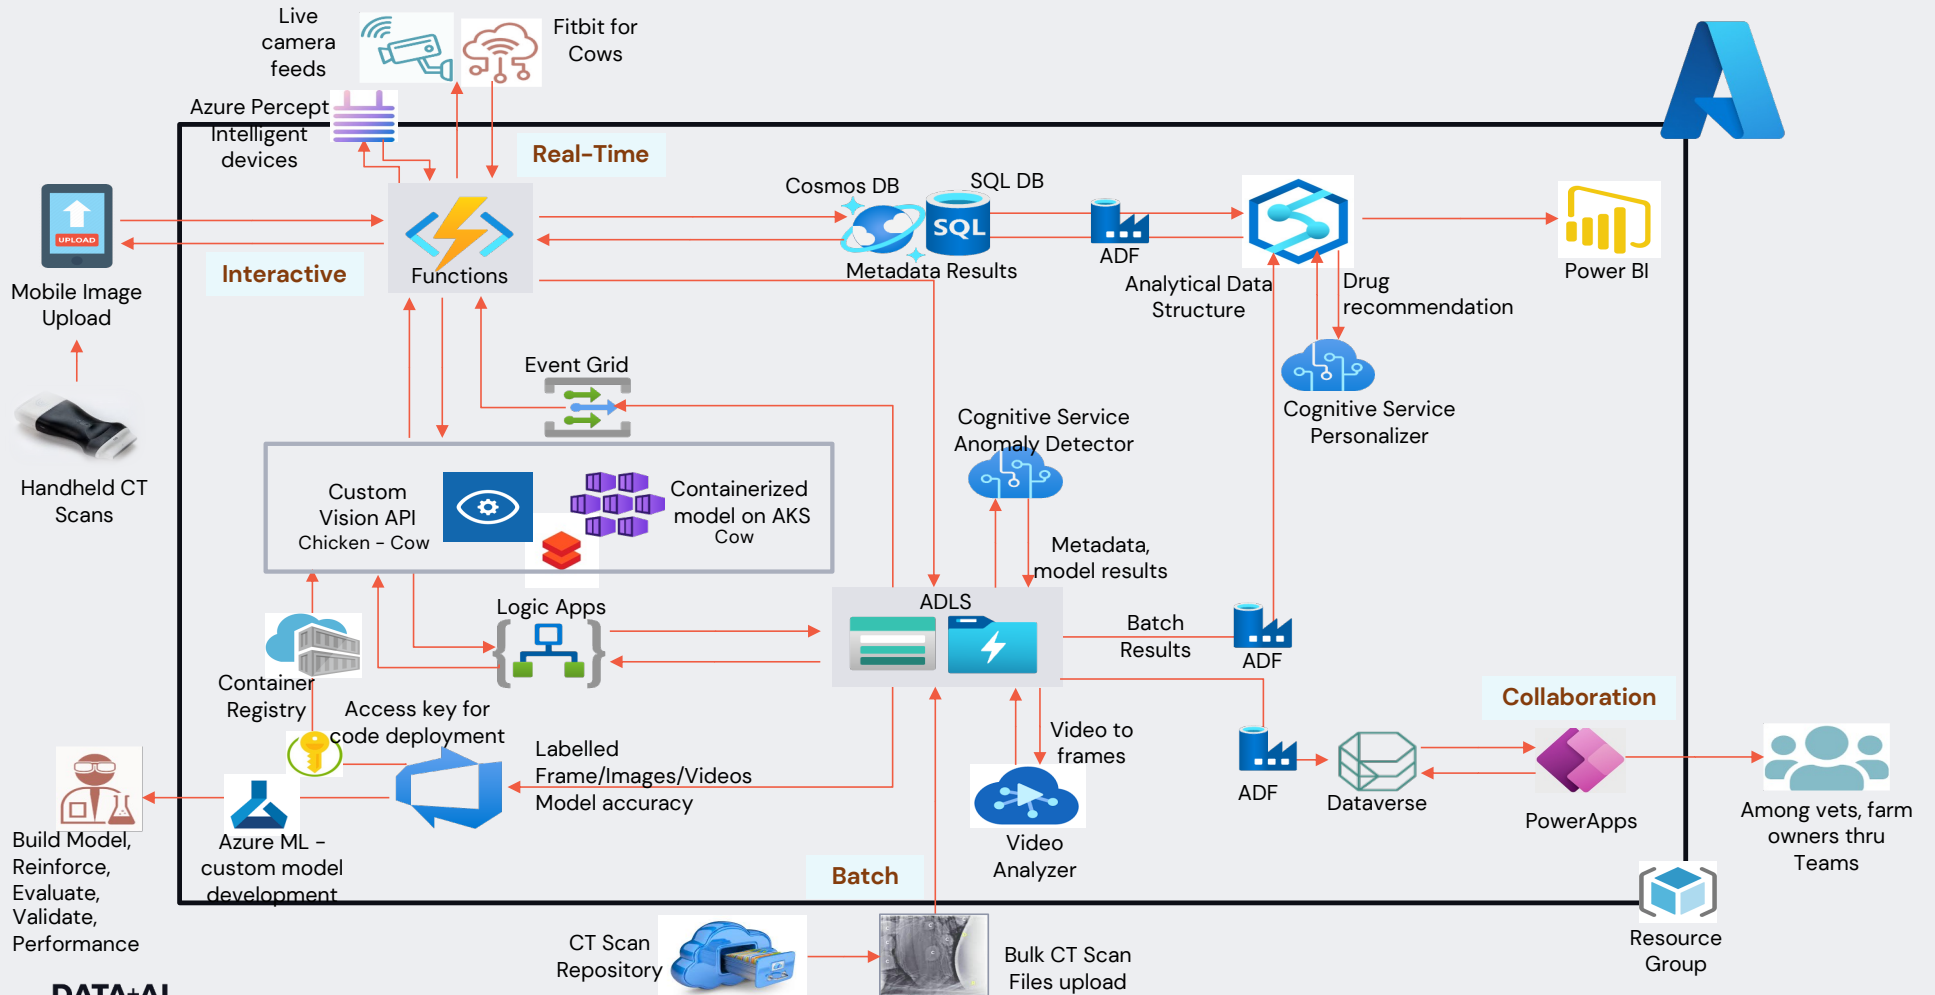 Live
camera
feeds
Fitbit for
Cows
Azure Percept
Intelligent
devices
Real-Time
UPLOAD
Mobile Image
Upload
Interactive
Functions
Cosmos DB
SQL DB
SQL
Metadata Results
ADF
Analytical Data
Structure
Drug
recommendation
Power BI
Handheld CT
Scans
Event Grid
Cognitive Service
Anomaly Detector
Cognitive Service
Personalizer
Custom
Vision API
Chicken - Cow
Containerized
model on AKS
Cow
Metadada,
model results
Logic Apps
ADLS
Batch
Results
ADF
Container
Registry
Access key for
code deployment
Labelled
Frame/Images/Videos
Model accuracy
Video to
frames
Video
Analyzer
ADF
Dataverse
Collaboration
PowerApps
Among vets, farm
owners thru
Teams
Build Model,
Reinforce,
Evaluate,
Validate,
Performance
Azure ML -
custom model
development
Batch
CT Scan
Repository
Bulk CT Scan
Files upload
Resource
Group
DATA+AI